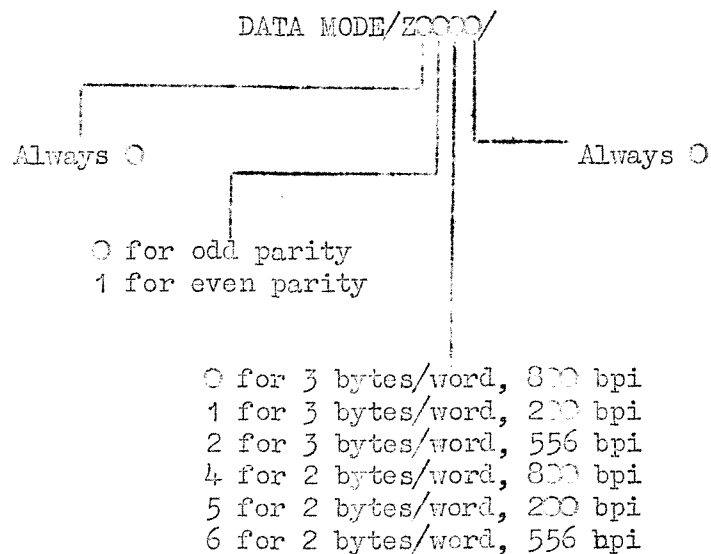 DATA MODE/Z0000/
Always 0 Always 0
0 for odd parity
1 for even parity
0 for 3 bytes/word, 800 bpi
1 for 3 bytes/word, 200 bpi
2 for 3 bytes/word, 556 bpi
4 for 2 bytes/word, 800 bpi
5 for 2 bytes/word, 200 bpi
6 for 2 bytes/word, 556 bpi